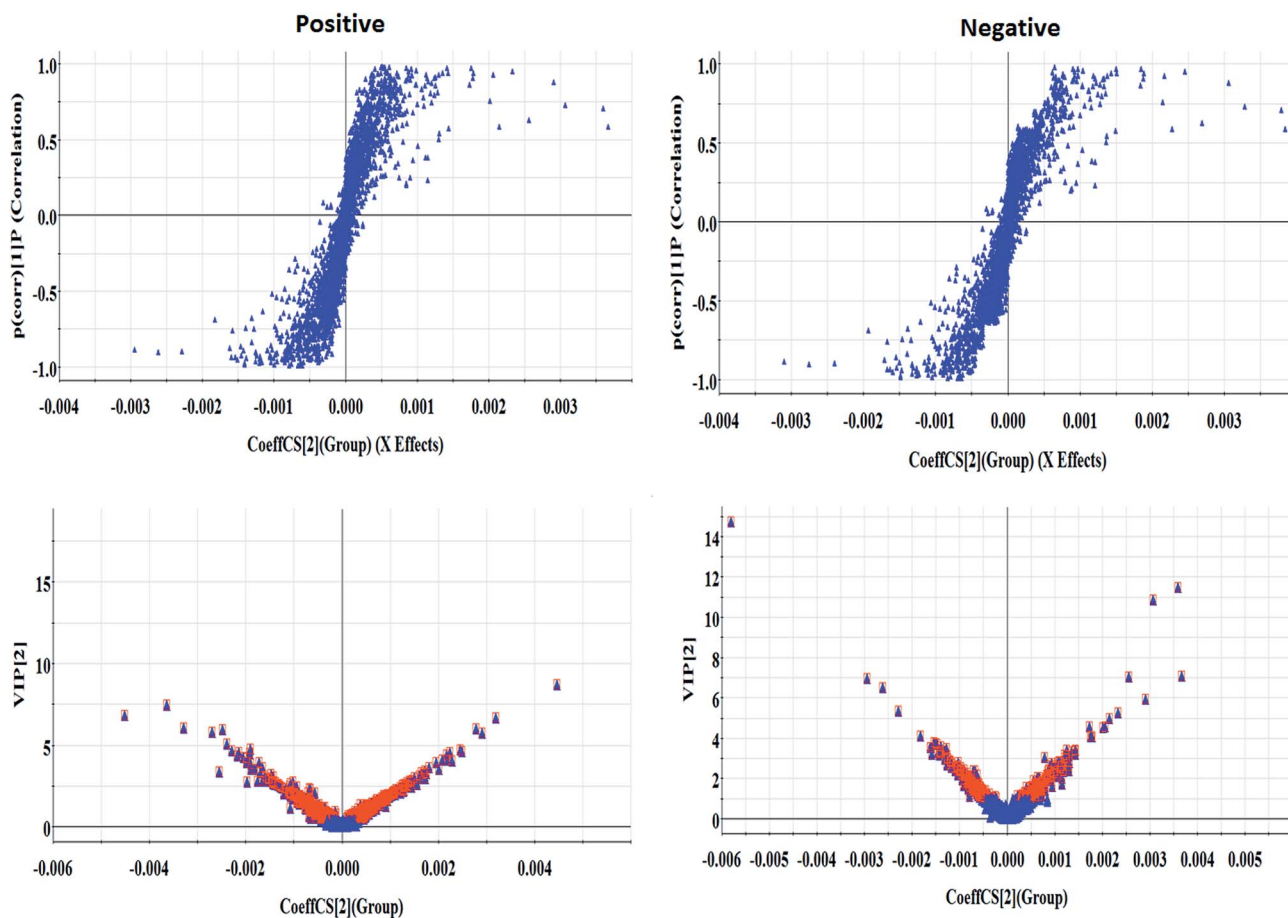 Positive
Negative
p(corr)[1]P (Correlation)
1.0
0.5
0.0
-0.5
-1.0
-0.004 -0.003 -0.002 -0.001 0.000 0.001 0.002 0.003
CoeffCS[2](Group) (X Effects)
p(corr)[1]P (Correlation)
1.0
0.5
0.0
-0.5
-1.0
-0.004 -0.003 -0.002 -0.001 0.000 0.001 0.002 0.003
CoeffCS[2](Group) (X Effects)
VIP[2]
15
10
5
0
-0.006 -0.004 -0.002 0.000 0.002 0.004
CoeffCS[2](Group)
VIP[2]
14
12
10
8
6
4
2
0
-0.006 -0.005 -0.004 -0.003 -0.002 -0.001 0.000 0.001 0.002 0.003 0.004 0.005
CoeffCS[2](Group)